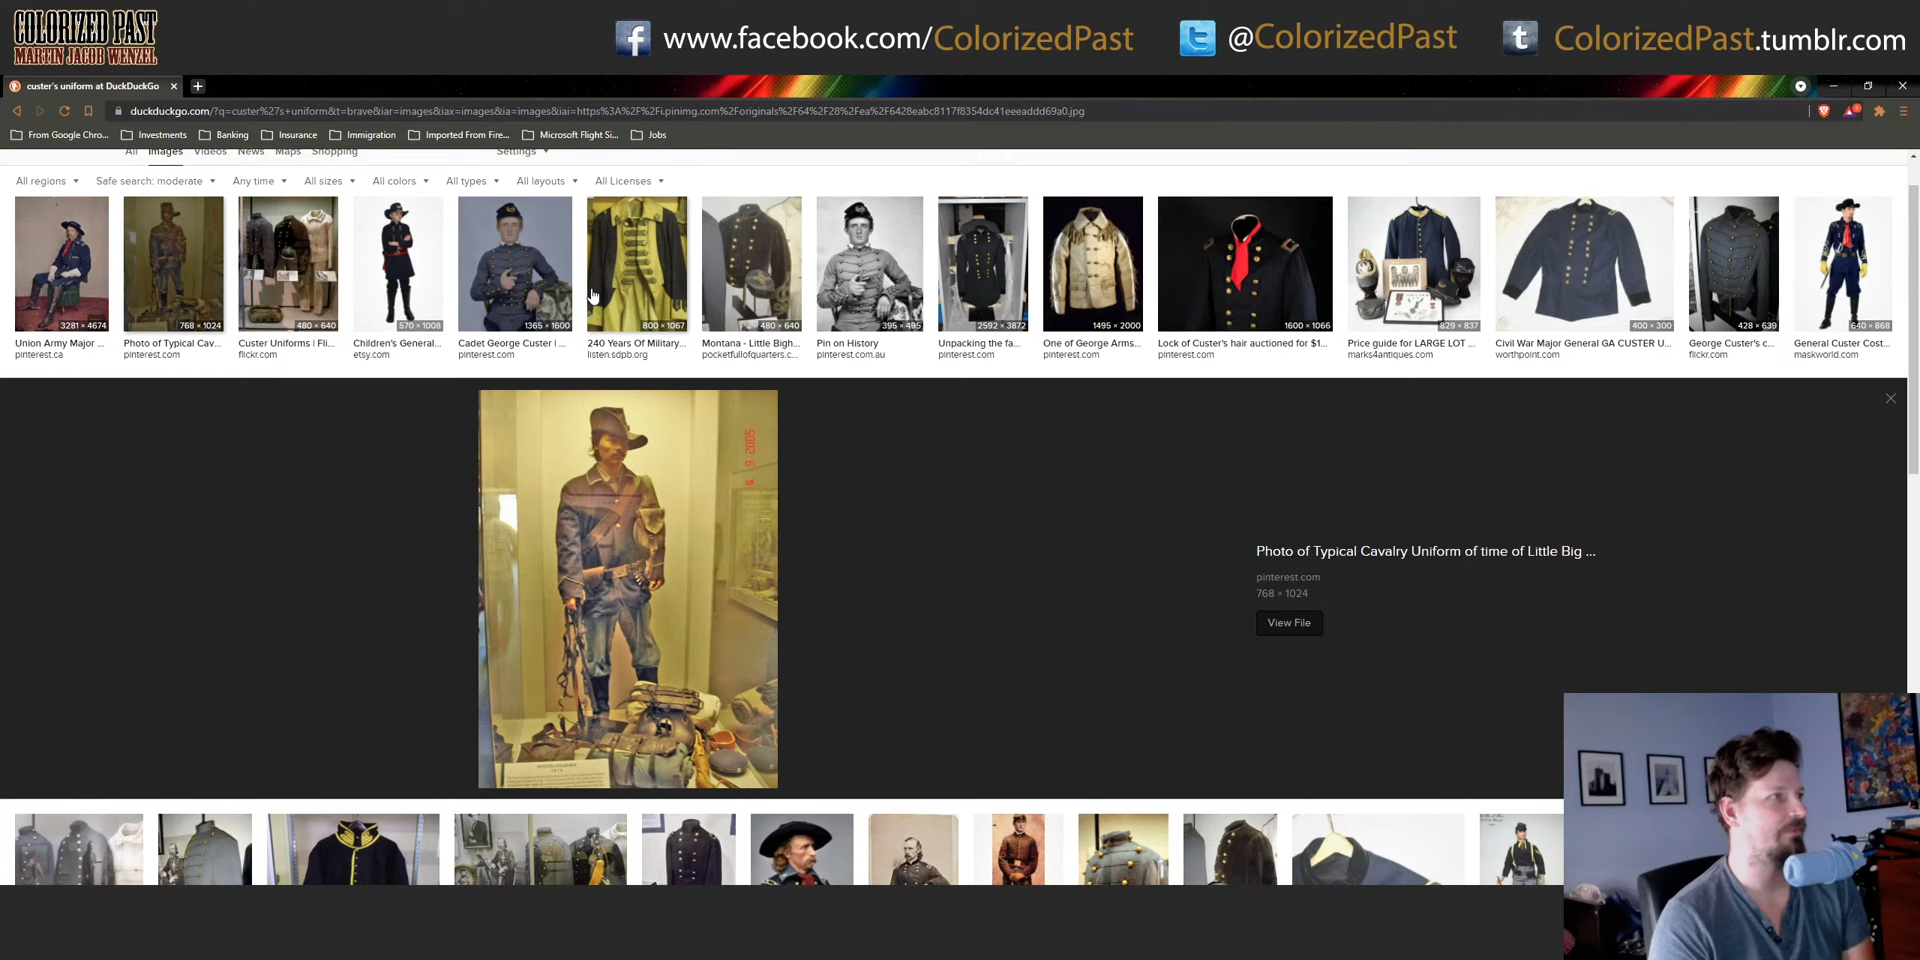 COLORIZED PAST
MARTIN JACOB WENZEL
www.facebook.com/ColorizedPast
@ColorizedPast
ColorizedPast.tumblr.com
custer's uniform at DuckDuckGo
duckduckgo.com/?q=custer%27s+uniform&t=brave&iar=images&iax=images&ia=images&iai=https%3A%2F%2Fi.pinimg.com%2Foriginals%2F64%2F28%2Fea%2F6428eabc8117f8354dc41eeeaddd69a0.jpg
From Google Chro...
Investments
Banking
Insurance
Immigration
Imported From Fire...
Microsoft Flight Si...
Jobs
All
Images
Videos
News
Maps
Shopping
Settings
All regions
Safe search: moderate
Any time
All sizes
All colors
All types
All layouts
All Licenses
3281 × 4674
768 × 1024
480 × 640
570 × 1008
1365 × 1600
800 × 1067
480 × 640
395 × 495
2592 × 3872
1495 × 2000
1600 × 1066
829 × 837
400 × 300
428 × 639
640 × 868
Union Army Major ...
Photo of Typical Cav...
Custer Uniforms | Fli...
Children's General...
Cadet George Custer | ...
240 Years Of Military...
Montana - Little Bigh...
Pin on History
Unpacking the fa...
One of George Arms...
Lock of Custer's hair auctioned for $1...
Price guide for LARGE LOT ...
Civil War Major General GA CUSTER U...
George Custer's c...
General Custer Cost...
pinterest.ca
pinterest.com
flickr.com
etsy.com
pinterest.com
listen.sdpb.org
pocketfullofquarters.c...
pinterest.com.au
pinterest.com
pinterest.com
pinterest.com
marks4antiques.com
worthpoint.com
flickr.com
maskworld.com
9 2005
Photo of Typical Cavalry Uniform of time of Little Big ...
pinterest.com
768 × 1024
View File